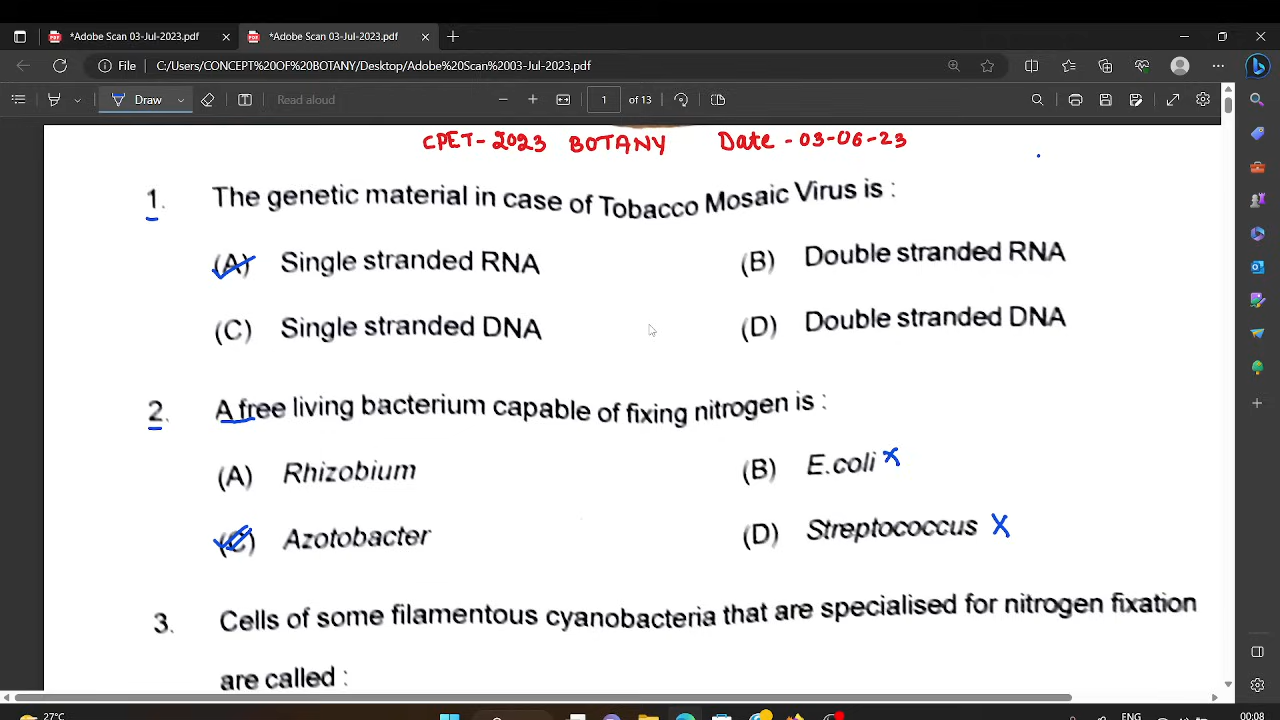 *Adobe Scan 03-Jul-2023.pdf
*Adobe Scan 03-Jul-2023.pdf
File
C:/Users/CONCEPT%20OF%20BOTANY/Desktop/Adobe%20Scan%2003-Jul-2023.pdf
Draw
Read aloud
1 of 13
CPET-2023 BOTANY Date - 03-06-23
1. The genetic material in case of Tobacco Mosaic Virus is :
(A) Single stranded RNA (B) Double stranded RNA
(C) Single stranded DNA (D) Double stranded DNA
2. A free living bacterium capable of fixing nitrogen is :
(A) Rhizobium (B) E.coli x
(C) Azotobacter (D) Streptococcus x
3. Cells of some filamentous cyanobacteria that are specialised for nitrogen fixation
are called :
27°C
ENG
00:08